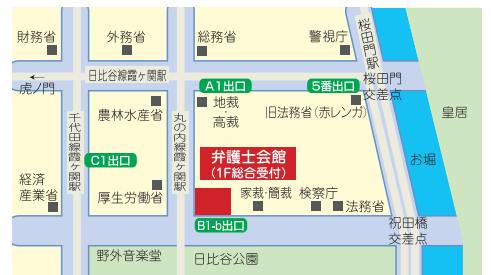 財務省
外務省
総務省
警視庁
桜田門駅
日比谷線霞ヶ関駅
←
虎ノ門
A1出口
5番出口
桜田門
交差点
農林水産省
地裁
・
高裁
旧法務省(赤レンガ)
皇居
千代田線霞ヶ関駅
丸の内線霞ヶ関駅
C1出口
弁護士会館
(1F総合受付)
お堀
経済
産業省
厚生労働省
家裁・簡裁
検察庁
法務省
B1-b出口
祝田橋
交差点
野外音楽堂
日比谷公園